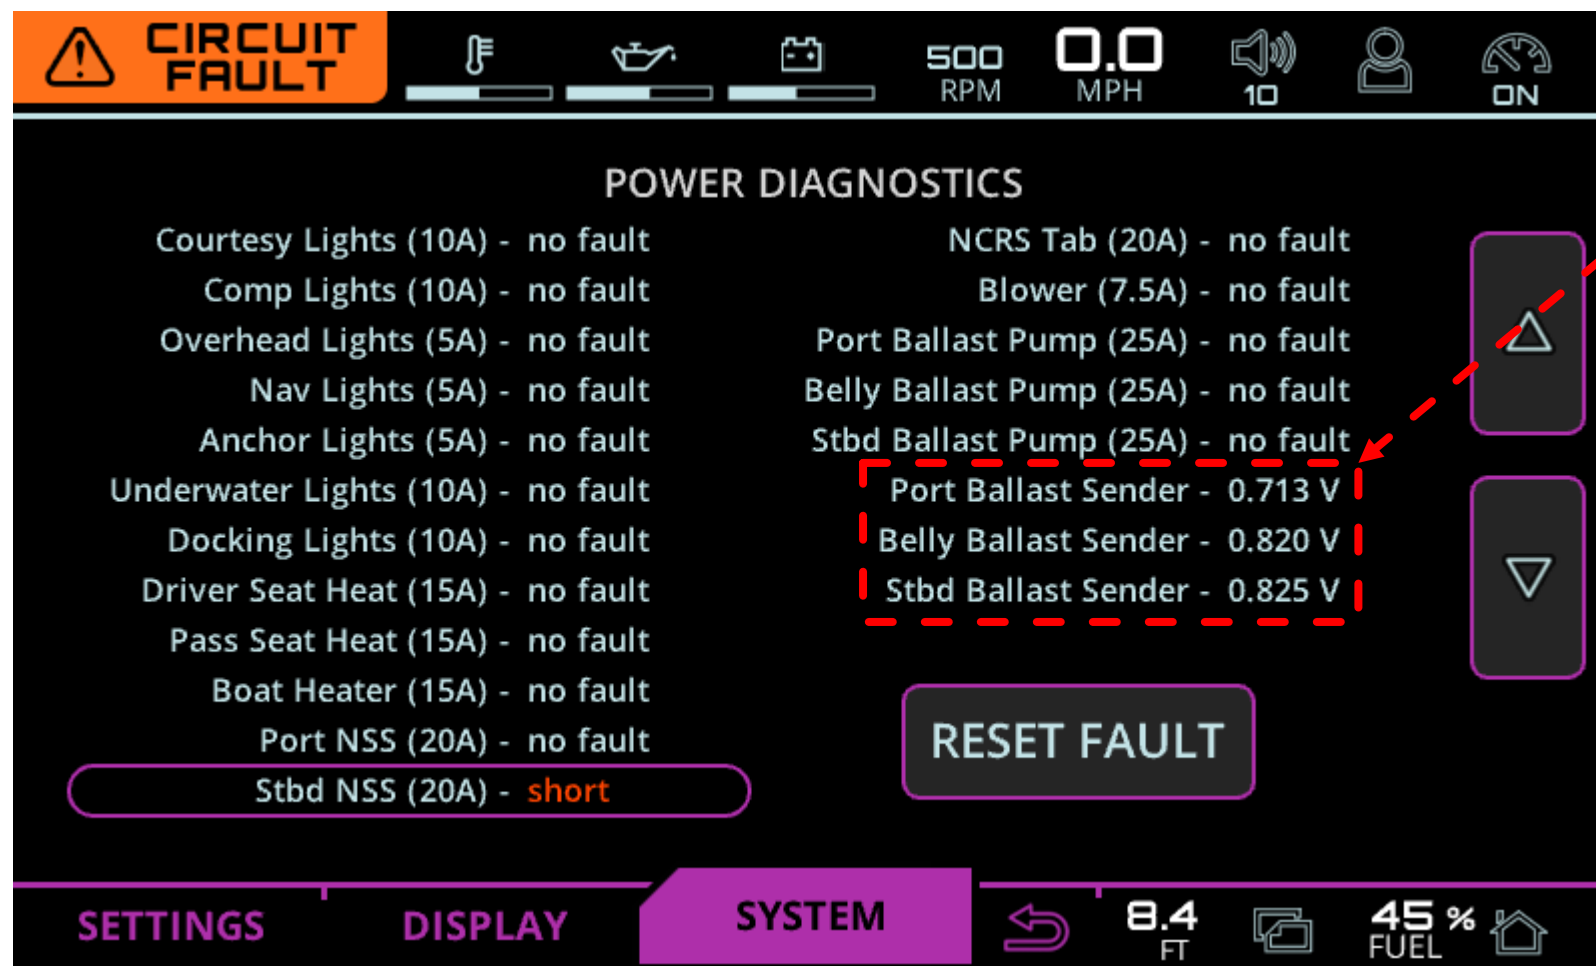 CIRCUIT
FAULT
500
RPM
0.0
MPH
10
ON
POWER DIAGNOSTICS
Courtesy Lights (10A) - no fault
Comp Lights (10A) - no fault
Overhead Lights (5A) - no fault
Nav Lights (5A) - no fault
Anchor Lights (5A) - no fault
Underwater Lights (10A) - no fault
Docking Lights (10A) - no fault
Driver Seat Heat (15A) - no fault
Pass Seat Heat (15A) - no fault
Boat Heater (15A) - no fault
Port NSS (20A) - no fault
Stbd NSS (20A) - short
NCRS Tab (20A) - no fault
Blower (7.5A) - no fault
Port Ballast Pump (25A) - no fault
Belly Ballast Pump (25A) - no fault
Stbd Ballast Pump (25A) - no fault
Port Ballast Sender - 0.713 V
Belly Ballast Sender - 0.820 V
Stbd Ballast Sender - 0.825 V
RESET FAULT
SETTINGS
DISPLAY
SYSTEM
8.4
FT
45 %
FUEL